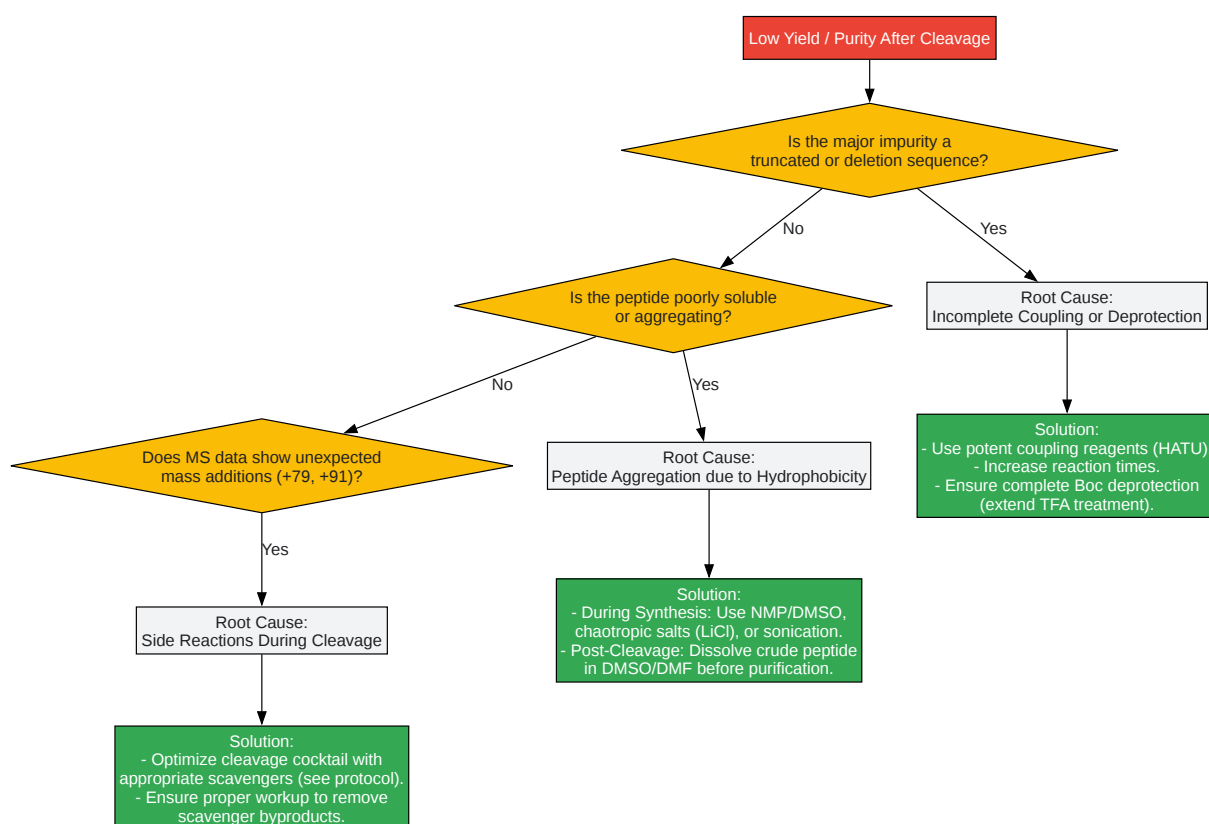 Low Yield / Purity After Cleavage
Is the major impurity a
truncated or deletion sequence?
No
Yes
Is the peptide poorly soluble
or aggregating?
Root Cause:
Incomplete Coupling or Deprotection
No
Yes
Solution:
- Use potent coupling reagents (HATU)
- Increase reaction times.
- Ensure complete Boc deprotection
(extend TFA treatment).
Does MS data show unexpected
mass additions (+79, +91)?
Root Cause:
Peptide Aggregation due to Hydrophobicity
Yes
Solution:
- During Synthesis: Use NMP/DMSO,
chaotropic salts (LiCl), or sonication.
- Post-Cleavage: Dissolve crude peptide
in DMSO/DMF before purification.
Root Cause:
Side Reactions During Cleavage
Solution:
- Optimize cleavage cocktail with
appropriate scavengers (see protocol).
- Ensure proper workup to remove
scavenger byproducts.